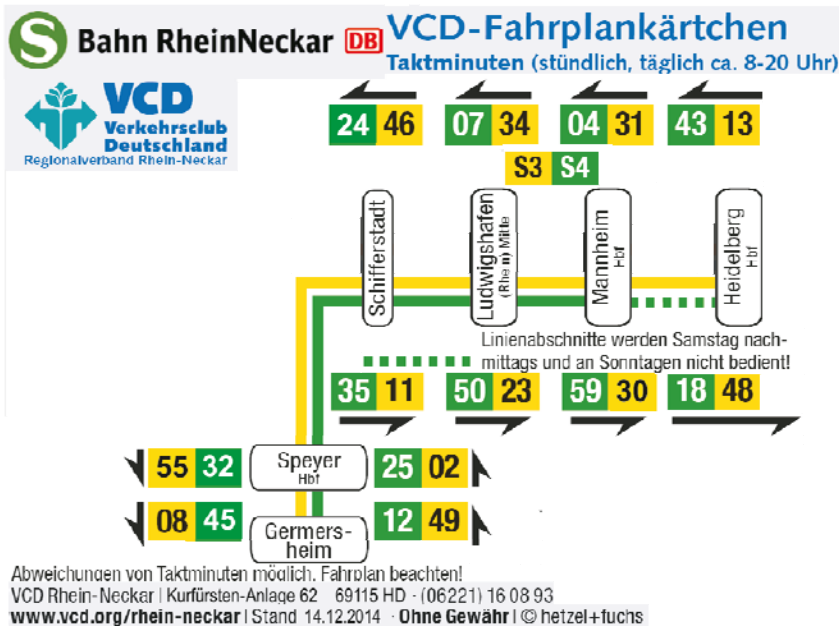 S Bahn RheinNeckar DB
VCD-Fahrplankärtchen
Taktminuten (stündlich, täglich ca. 8-20 Uhr)
VCD
Verkehrsclub
Deutschland
Regionalverband Rhein-Neckar
24 46 07 34 04 31 43 13
S3 S4
Schifferstadt
Ludwigshafen
(Rhein) Mitte
Mannheim
Hbf
Heidelberg
Hbf
Linienabschnitte werden Samstag nach-
mittags und an Sonntagen nicht bedient!
35 11 50 23 59 30 18 48
55 32 Speyer 25 02
Hbf
08 45 Germers- 12 49
heim
Abweichungen von Taktminuten möglich. Fahrplan beachten!
VCD Rhein-Neckar | Kurfürsten-Anlage 62 69115 HD · (06221) 16 08 93
www.vcd.org/rhein-neckar | Stand 14.12.2014 · Ohne Gewähr | © hetzel+fuchs